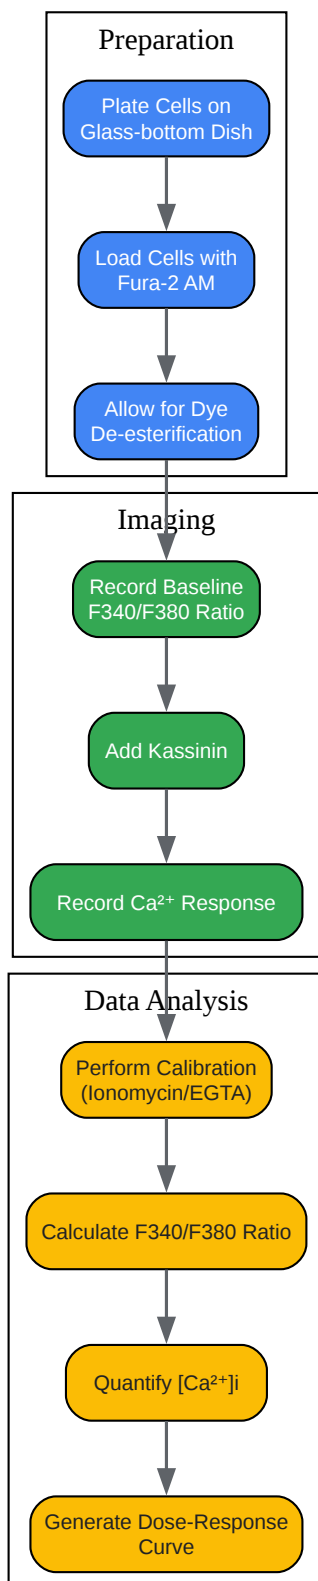 Preparation
Plate Cells on
Glass-bottom Dish
Load Cells with
Fura-2 AM
Allow for Dye
De-esterification
Imaging
Record Baseline
F340/F380 Ratio
Add Kassinin
Record Ca²⁺ Response
Data Analysis
Perform Calibration
(Ionomycin/EGTA)
Calculate F340/F380 Ratio
Quantify [Ca²⁺]i
Generate Dose-Response
Curve